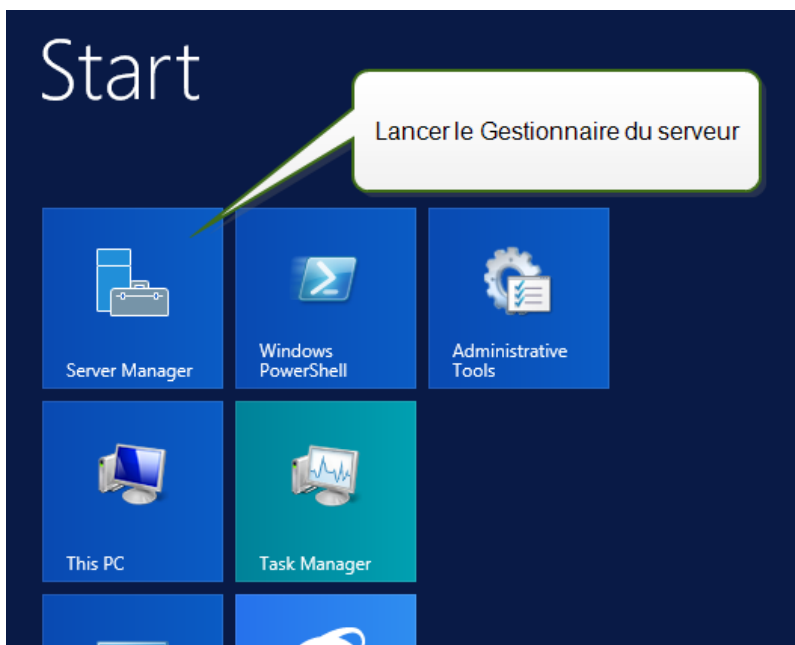 Start
Lancer le Gestionnaire du serveur
Server Manager
Windows
PowerShell
Administrative
Tools
This PC
Task Manager